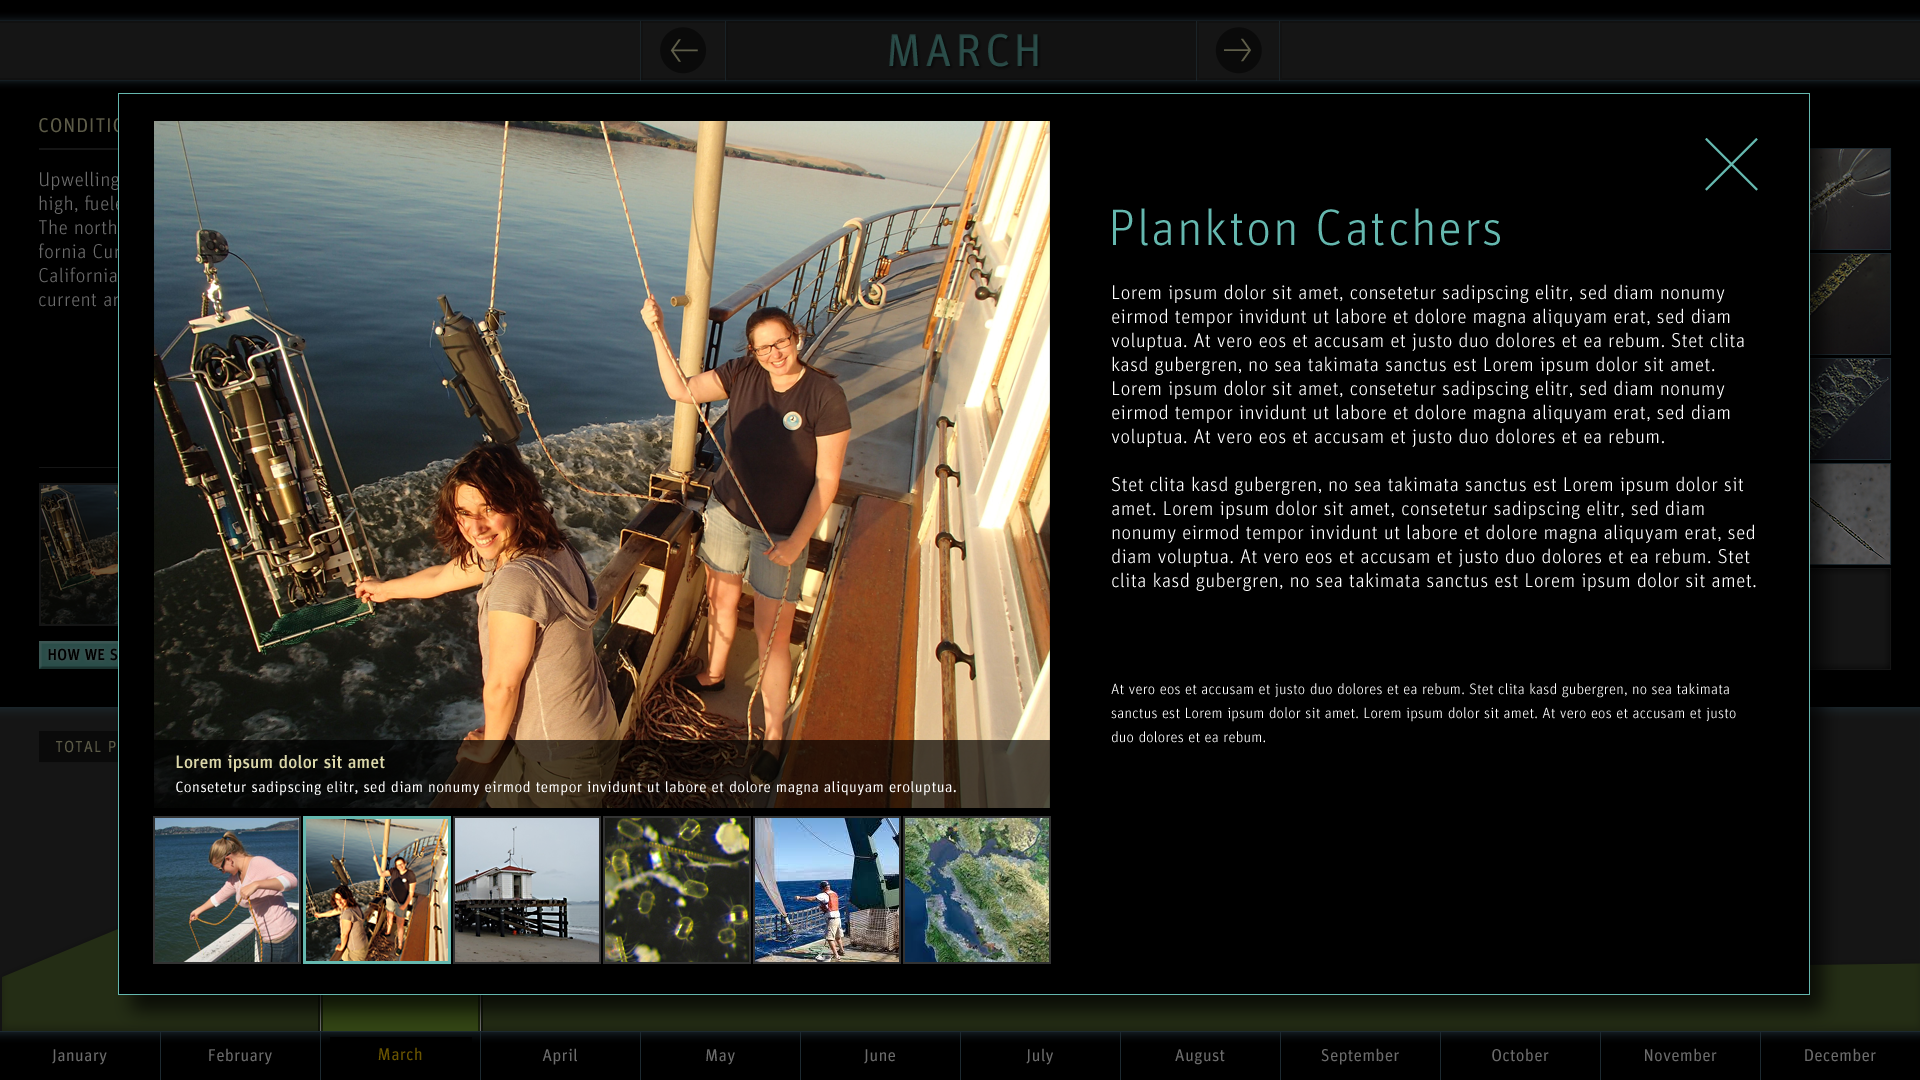 MARCH
CONDITIO
Upwelling
high, fuel
The north
fornia Cur
California
current ar
HOW WE S
TOTAL P
Plankton Catchers
Lorem ipsum dolor sit amet, consetetur sadipscing elitr, sed diam nonumy
eirmod tempor invidunt ut labore et dolore magna aliquyam erat, sed diam
voluptua. At vero eos et accusam et justo duo dolores et ea rebum. Stet clita
kasd gubergren, no sea takimata sanctus est Lorem ipsum dolor sit amet.
Lorem ipsum dolor sit amet, consetetur sadipscing elitr, sed diam nonumy
eirmod tempor invidunt ut labore et dolore magna aliquyam erat, sed diam
voluptua. At vero eos et accusam et justo duo dolores et ea rebum.
Stet clita kasd gubergren, no sea takimata sanctus est Lorem ipsum dolor sit
amet. Lorem ipsum dolor sit amet, consetetur sadipscing elitr, sed diam
nonumy eirmod tempor invidunt ut labore et dolore magna aliquyam erat, sed
diam voluptua. At vero eos et accusam et justo duo dolores et ea rebum. Stet
clita kasd gubergren, no sea takimata sanctus est Lorem ipsum dolor sit amet.
At vero eos et accusam et justo duo dolores et ea rebum. Stet clita kasd gubergren, no sea takimata
sanctus est Lorem ipsum dolor sit amet. Lorem ipsum dolor sit amet. At vero eos et accusam et justo
duo dolores et ea rebum.
Lorem ipsum dolor sit amet
Consetetur sadipscing elitr, sed diam nonumy eirmod tempor invidunt ut labore et dolore magna aliquyam eroluptua.
January
February
March
April
May
June
July
August
September
October
November
December